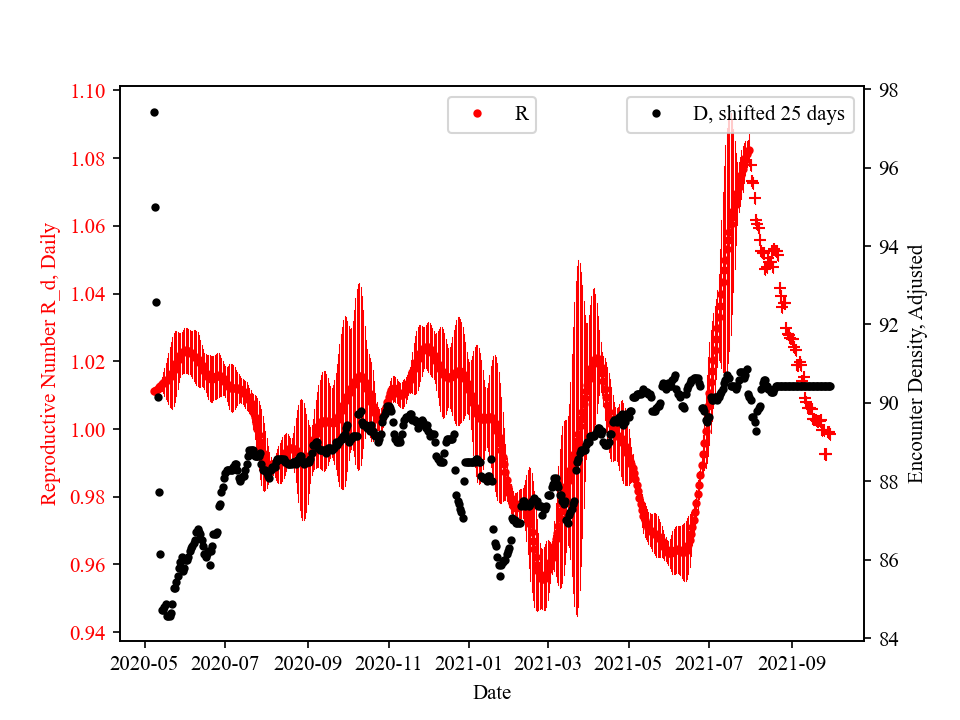 R
D, shifted 25 days
Reproductive Number R_d, Daily
1.10
1.08
1.06
1.04
1.02
1.00
0.98
0.96
0.94
98
96
94
92
90
88
86
84
Encounter Density, Adjusted
2020-05 2020-07 2020-09 2020-11 2021-01 2021-03 2021-05 2021-07 2021-09
Date